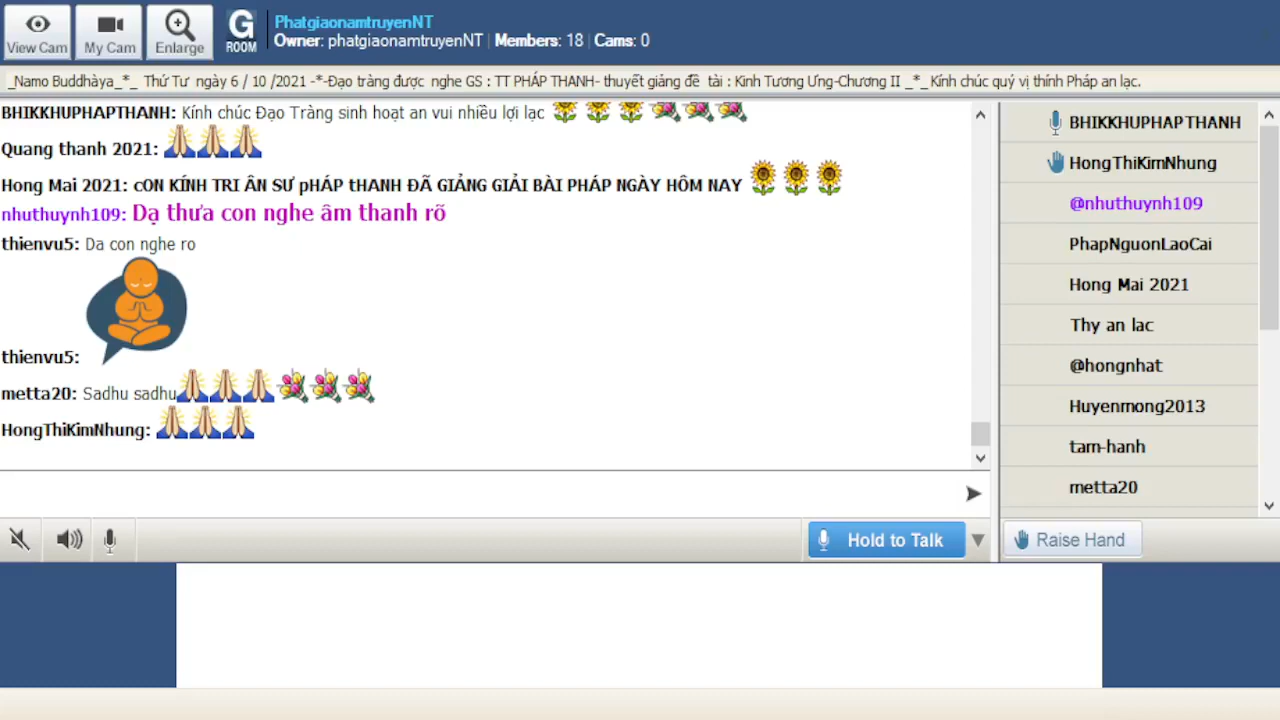 View Cam
My Cam
Enlarge
G
ROOM
PhatgiaonamtruyenNT
Owner: phatgiaonamtruyenNT | Members: 18 | Cams: 0
_Namo Buddhàya_*_ Thứ Tư ngày 6 / 10 /2021 -*-Đạo tràng được nghe GS : TT PHÁP THANH- thuyết giảng đề tài : Kinh Tương Ưng-Chương II _*_Kính chúc quý vị thính Pháp an lạc.
BHIKKHUPHAPTHANH: Kính chúc Đạo Tràng sinh hoạt an vui nhiều lợi lạc
Quang thanh 2021:
Hong Mai 2021: cON KÍNH TRI ÂN SƯ pHÁP tHANH ĐÃ GIẢNG GIẢI BÀI PHÁP NGÀY HÔM NAY
nhuthuynh109: Dạ thưa con nghe âm thanh rõ
thienvu5: Da con nghe ro
thienvu5:
metta20: Sadhu sadhu
HongThiKimNhung:
Hold to Talk
BHIKKHUPHAPTHANH
HongThiKimNhung
@nhuthuynh109
PhapNguonLaoCai
Hong Mai 2021
Thy an lac
@hongnhat
Huyenmong2013
tam-hanh
metta20
Raise Hand